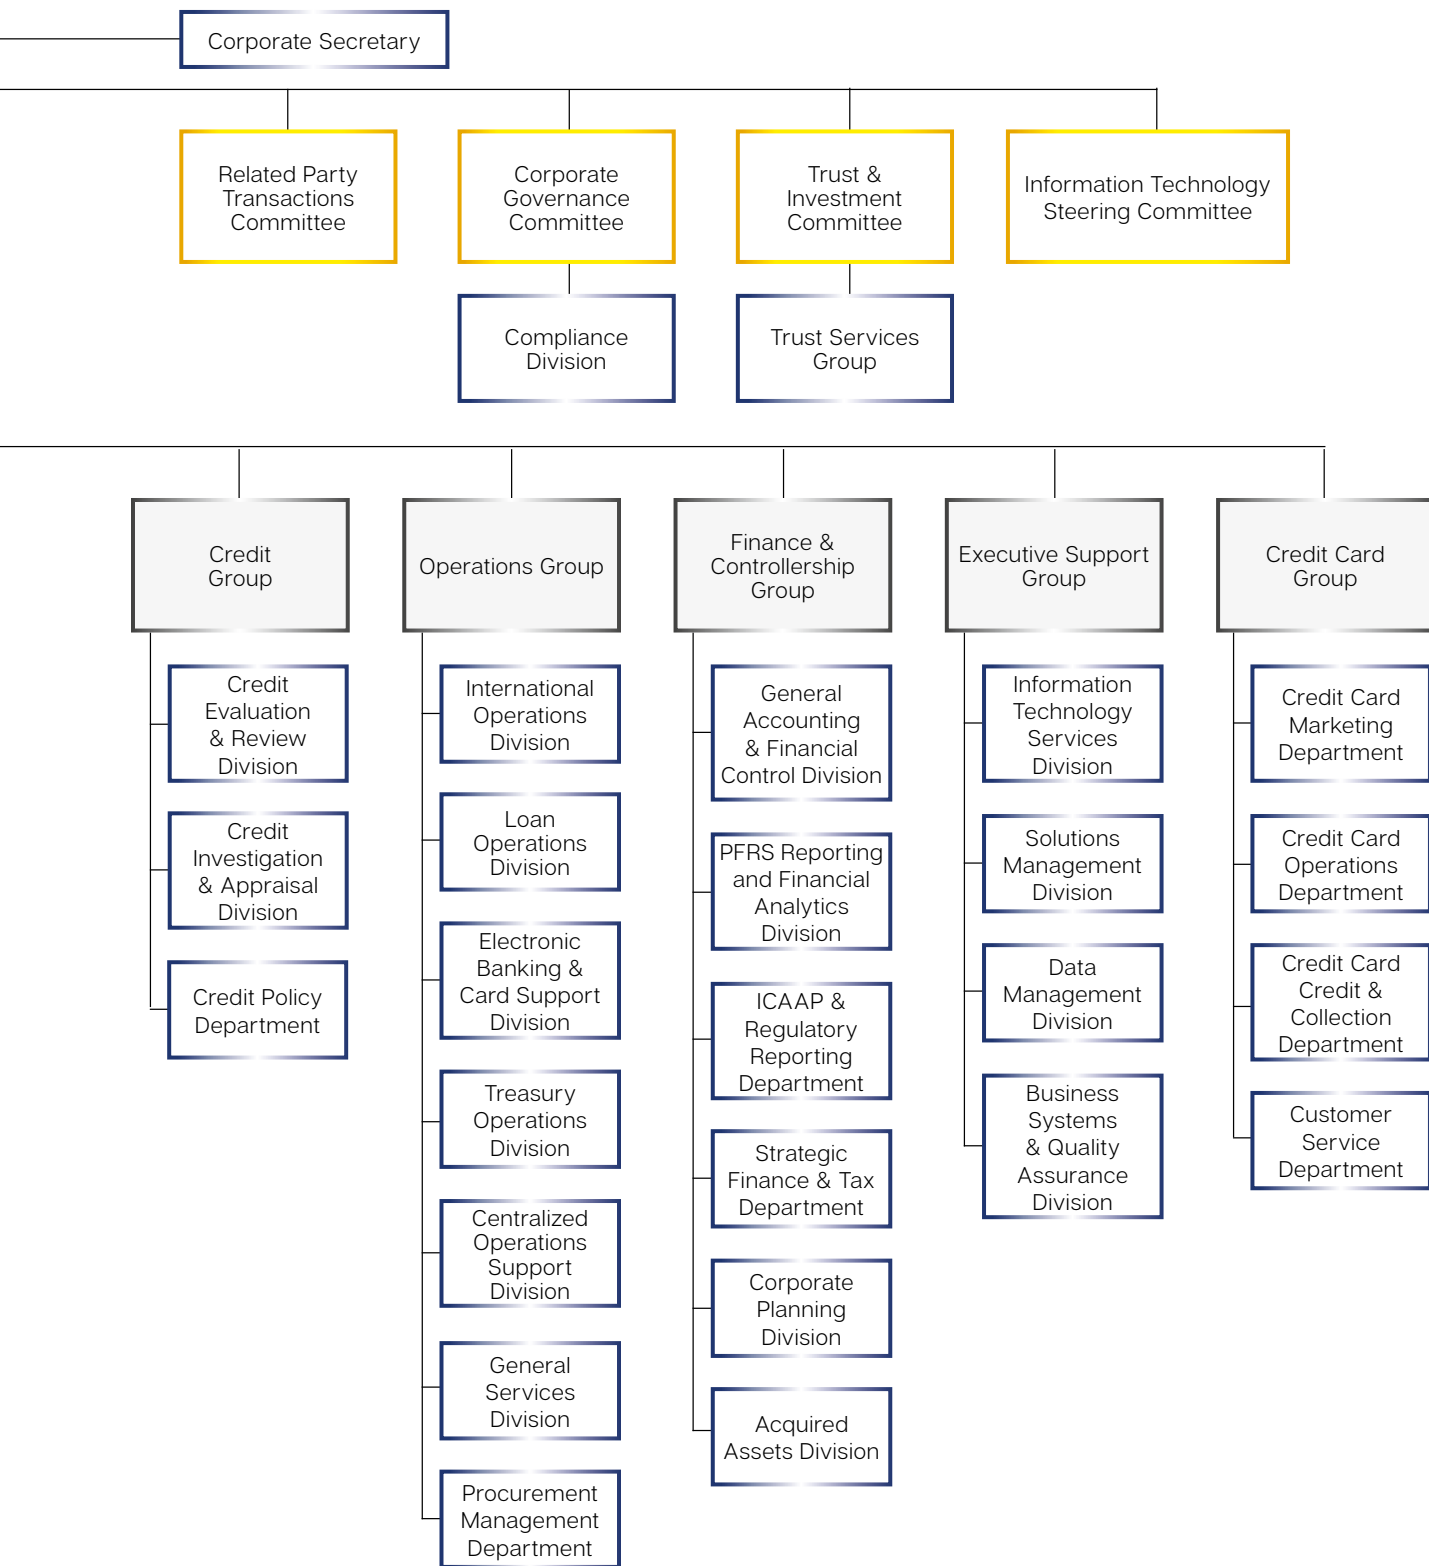 Corporate Secretary
Related Party
Transactions
Committee
Corporate
Governance
Committee
Trust &
Investment
Committee
Information Technology
Steering Committee
Compliance
Division
Trust Services
Group
Credit
Group
Operations Group
Finance &
Controllership
Group
Executive Support
Group
Credit Card
Group
Credit
Evaluation
& Review
Division
Credit
Investigation
& Appraisal
Division
Credit Policy
Department
International
Operations
Division
Loan
Operations
Division
Electronic
Banking &
Card Support
Division
Treasury
Operations
Division
Centralized
Operations
Support
Division
General
Services
Division
Procurement
Management
Department
General
Accounting
& Financial
Control Division
PFRS Reporting
and Financial
Analytics
Division
ICAAP &
Regulatory
Reporting
Department
Strategic
Finance & Tax
Department
Corporate
Planning
Division
Acquired
Assets Division
Information
Technology
Services
Division
Solutions
Management
Division
Data
Management
Division
Business
Systems
& Quality
Assurance
Division
Credit Card
Marketing
Department
Credit Card
Operations
Department
Credit Card
Credit &
Collection
Department
Customer
Service
Department